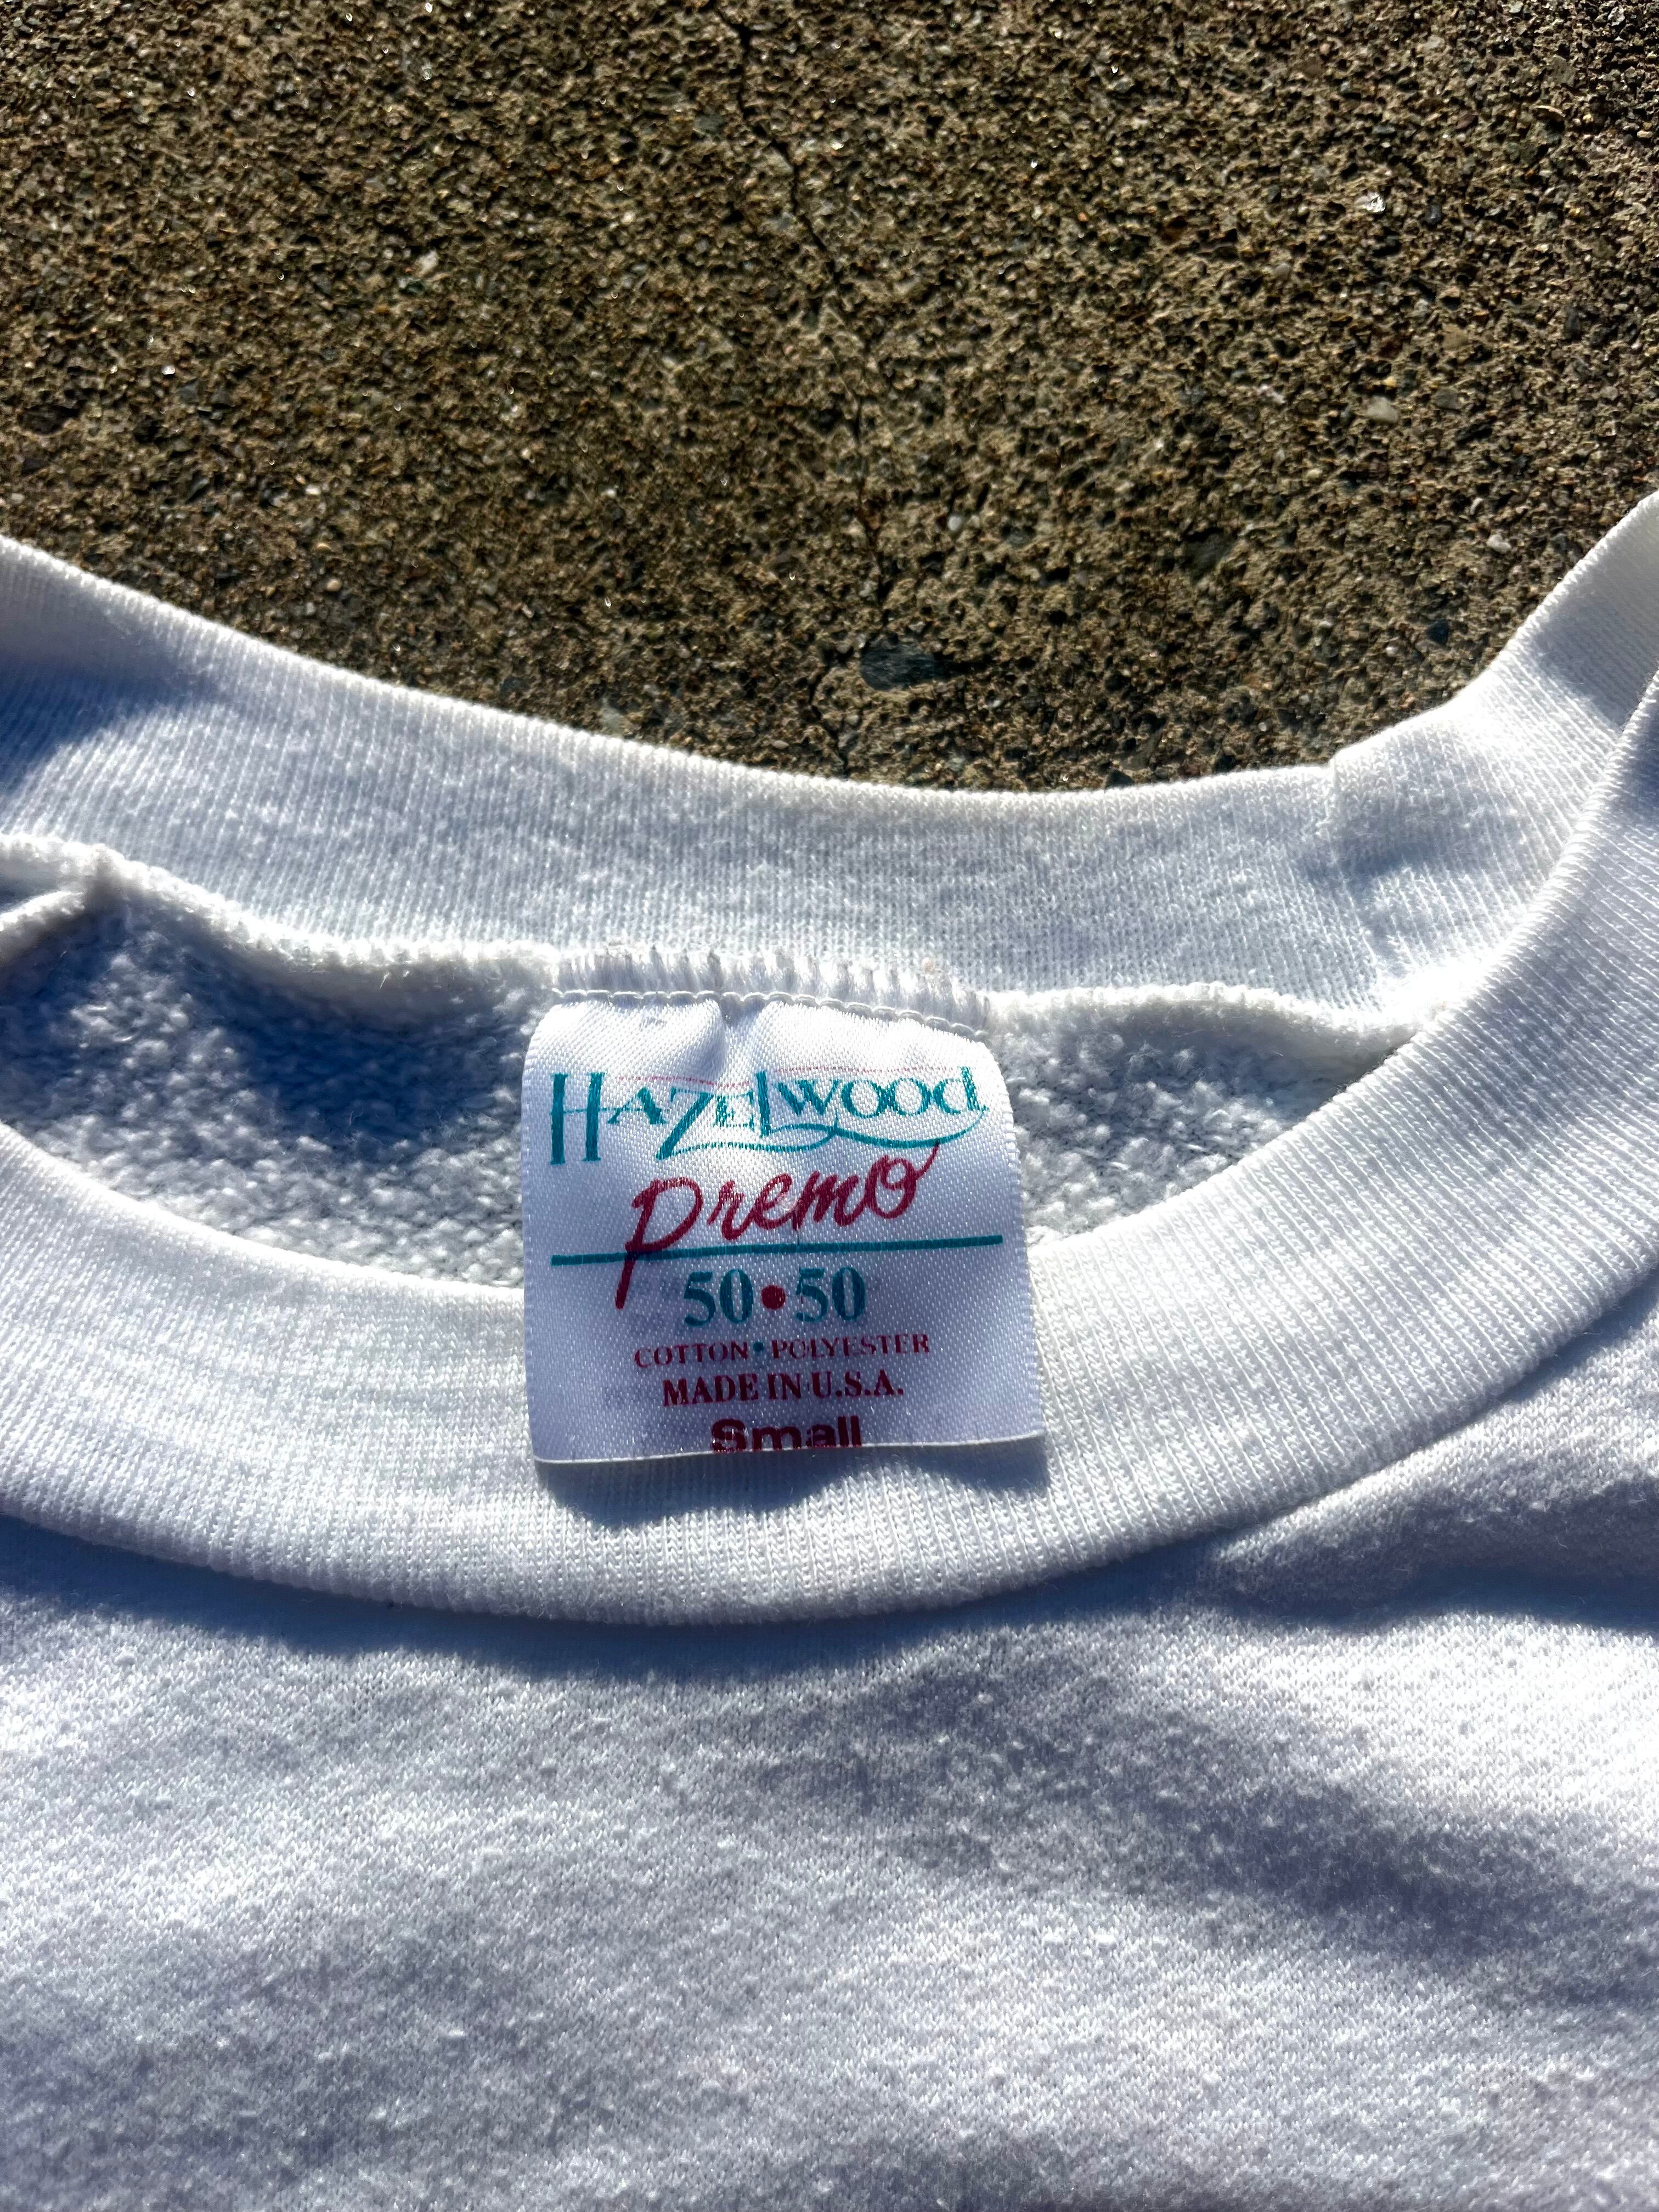 HAZElwood
Premo
50•50
COTTON•POLYESTER
MADE IN U.S.A.
Small